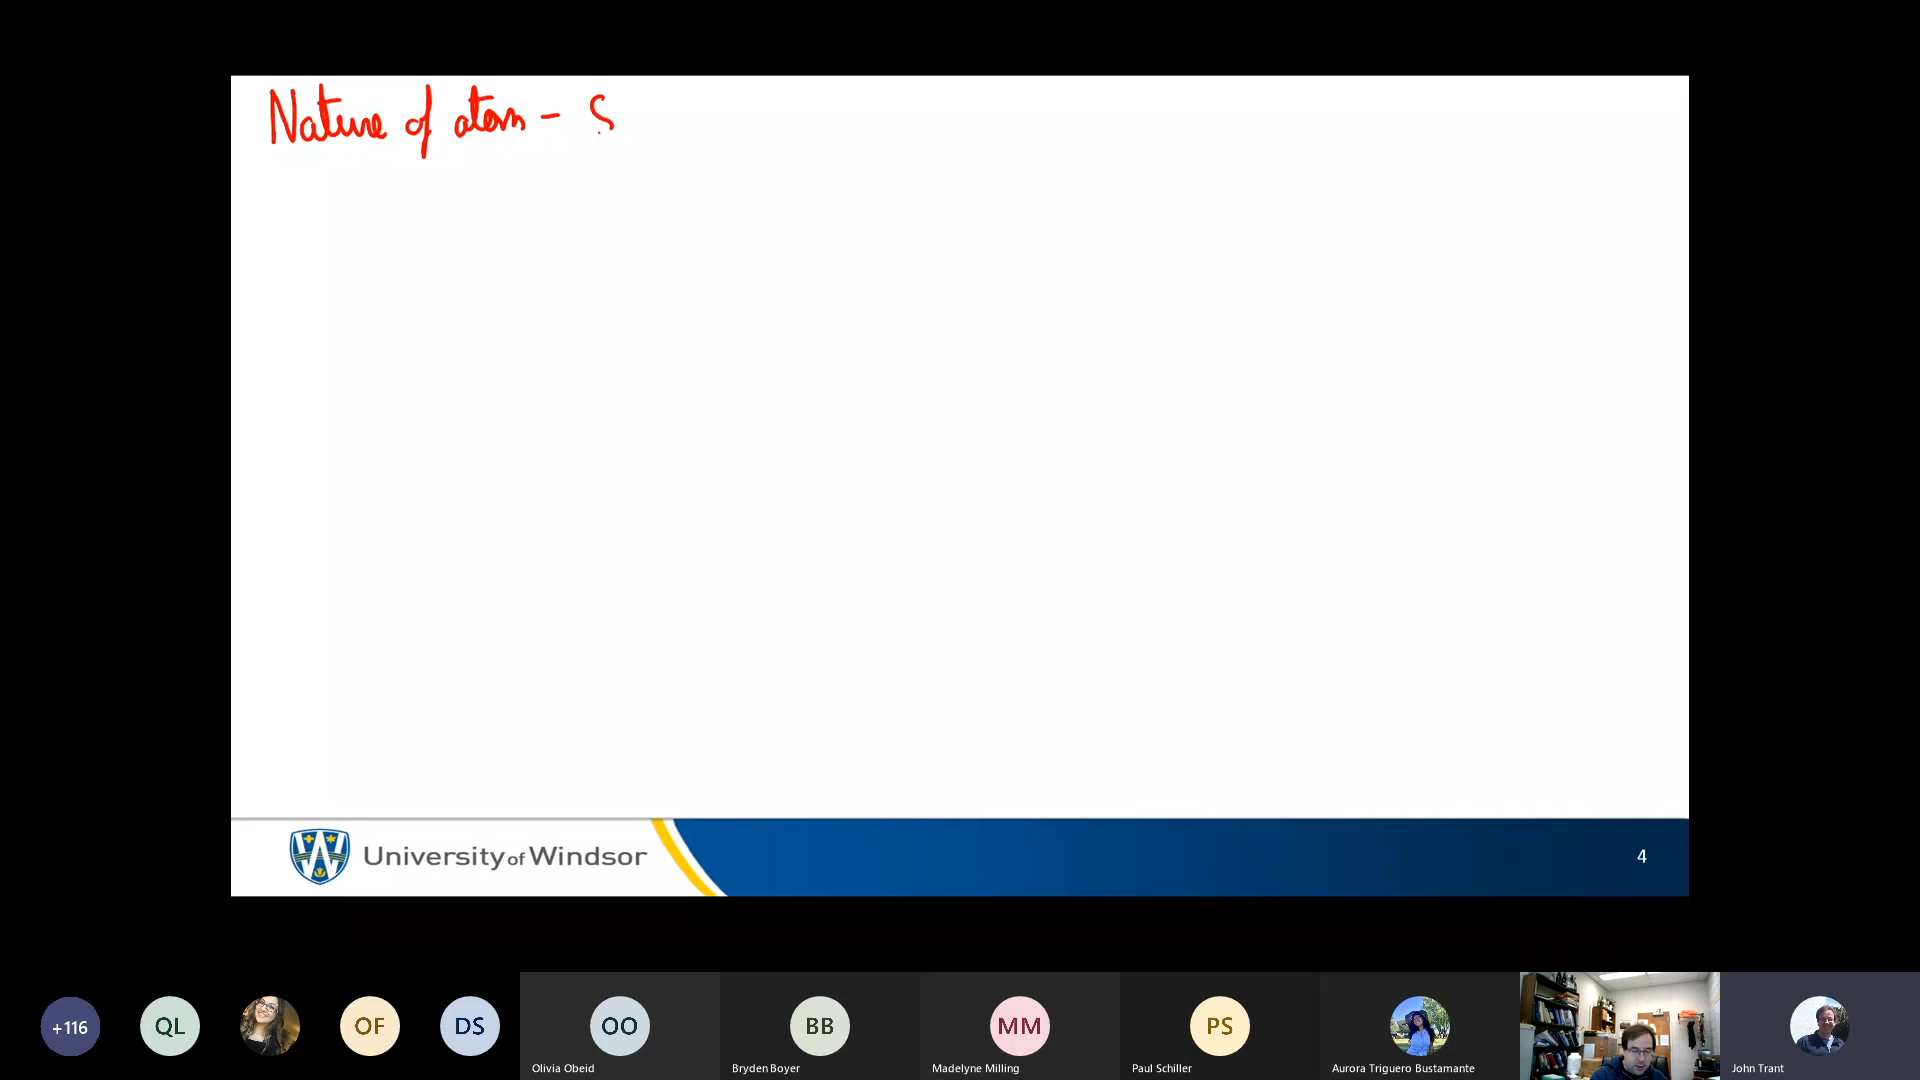 Nature of atom - S
University of Windsor
4
+116
QL
OF
DS
OO
BB
MM
PS
Olivia Obeid
Bryden Boyer
Madelyne Milling
Paul Schiller
Aurora Triguero Bustamante
John Trant